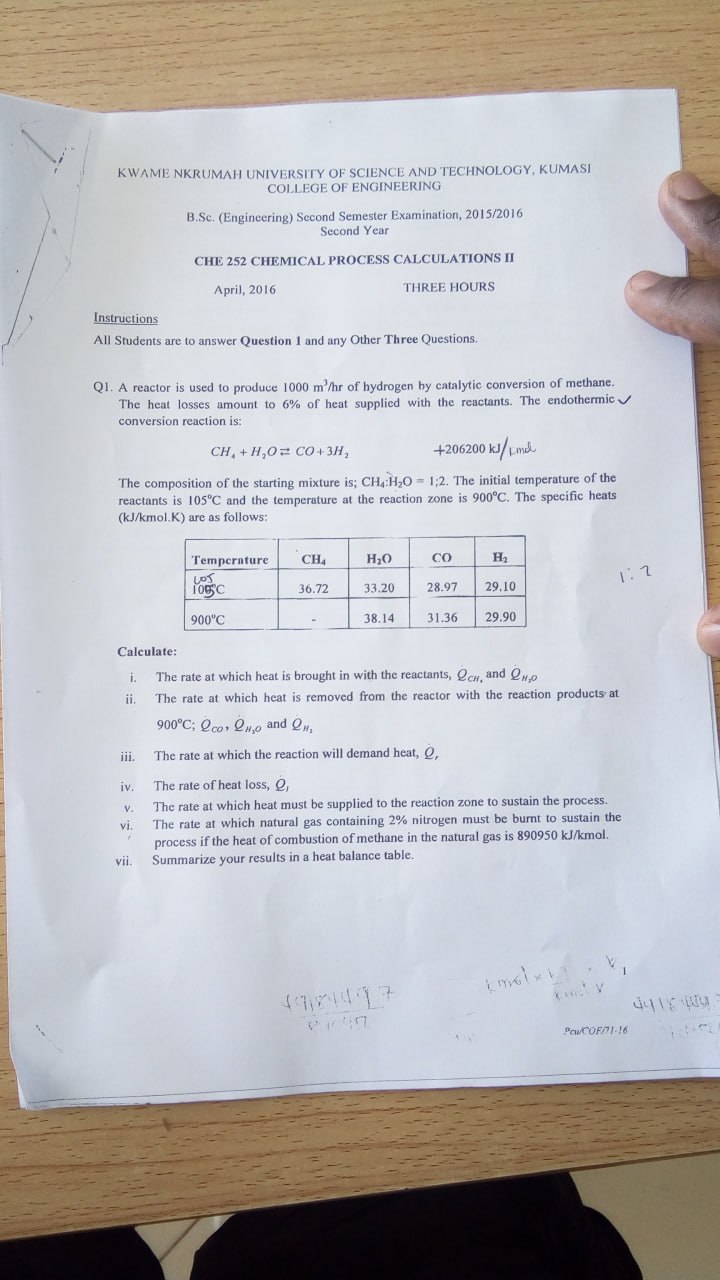 KWAME NKRUMAH UNIVERSITY OF SCIENCE AND TECHNOLOGY, KUMASI
COLLEGE OF ENGINEERING
B.Sc. (Engineering) Second Semester Examination, 2015/2016
Second Year
CHE 252 CHEMICAL PROCESS CALCULATIONS II
April, 2016 THREE HOURS
Instructions
All Students are to answer Question 1 and any Other Three Questions.
Q1. A reactor is used to produce 1000 m³/hr of hydrogen by catalytic conversion of methane.
The heat losses amount to 6% of heat supplied with the reactants. The endothermic ✓
conversion reaction is:
CH₄ + H₂O ⇄ CO + 3H₂ +206200 kJ/kmol
The composition of the starting mixture is; CH₄:H₂O = 1;2. The initial temperature of the
reactants is 105°C and the temperature at the reaction zone is 900°C. The specific heats
(kJ/kmol.K) are as follows:
Temperature CH₄ H₂O CO H₂
105°C 36.72 33.20 28.97 29.10
1:2
900°C - 38.14 31.36 29.90
Calculate:
i. The rate at which heat is brought in with the reactants, Q̇CH₄ and Q̇H₂O
ii. The rate at which heat is removed from the reactor with the reaction products at
900°C; Q̇CO, Q̇H₂O and Q̇H₂
iii. The rate at which the reaction will demand heat, Q̇r
iv. The rate of heat loss, Q̇l
v. The rate at which heat must be supplied to the reaction zone to sustain the process.
vi. The rate at which natural gas containing 2% nitrogen must be burnt to sustain the
process if the heat of combustion of methane in the natural gas is 890950 kJ/kmol.
vii. Summarize your results in a heat balance table.